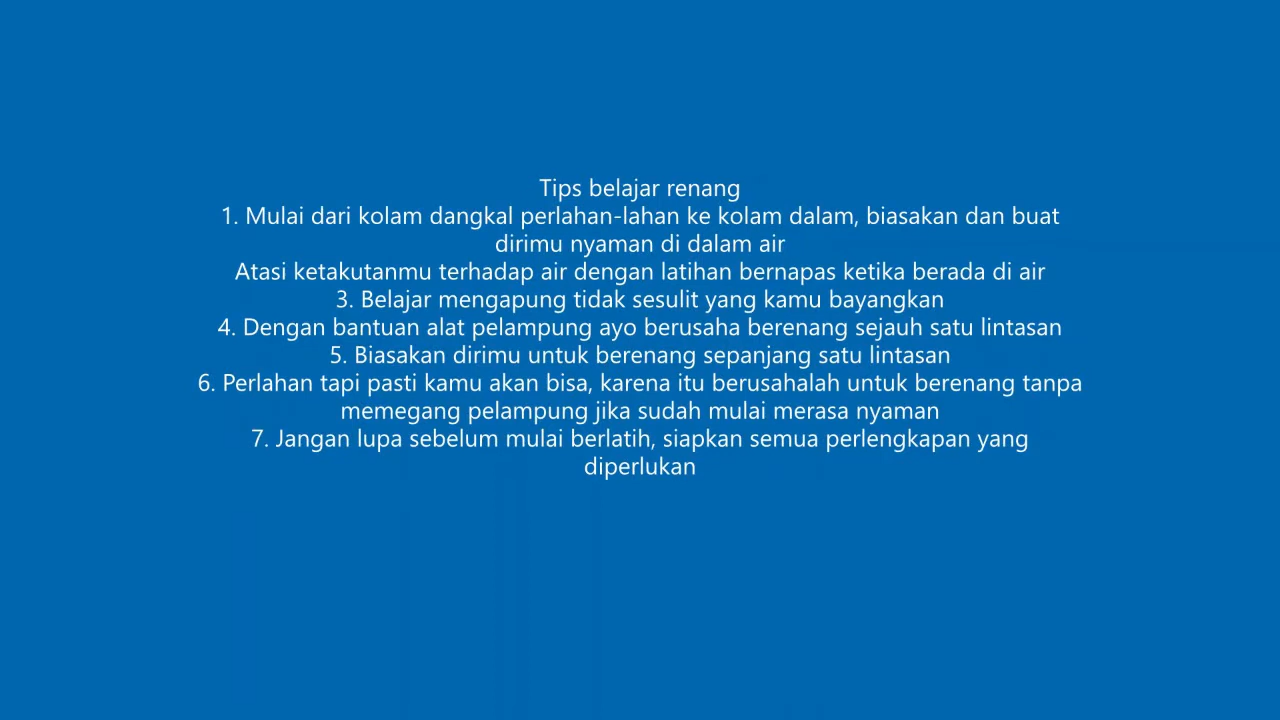 Tips belajar renang
1. Mulai dari kolam dangkal perlahan-lahan ke kolam dalam, biasakan dan buat
dirimu nyaman di dalam air
Atasi ketakutanmu terhadap air dengan latihan bernapas ketika berada di air
3. Belajar mengapung tidak sesulit yang kamu bayangkan
4. Dengan bantuan alat pelampung ayo berusaha berenang sejauh satu lintasan
5. Biasakan dirimu untuk berenang sepanjang satu lintasan
6. Perlahan tapi pasti kamu akan bisa, karena itu berusahalah untuk berenang tanpa
memegang pelampung jika sudah mulai merasa nyaman
7. Jangan lupa sebelum mulai berlatih, siapkan semua perlengkapan yang
diperlukan